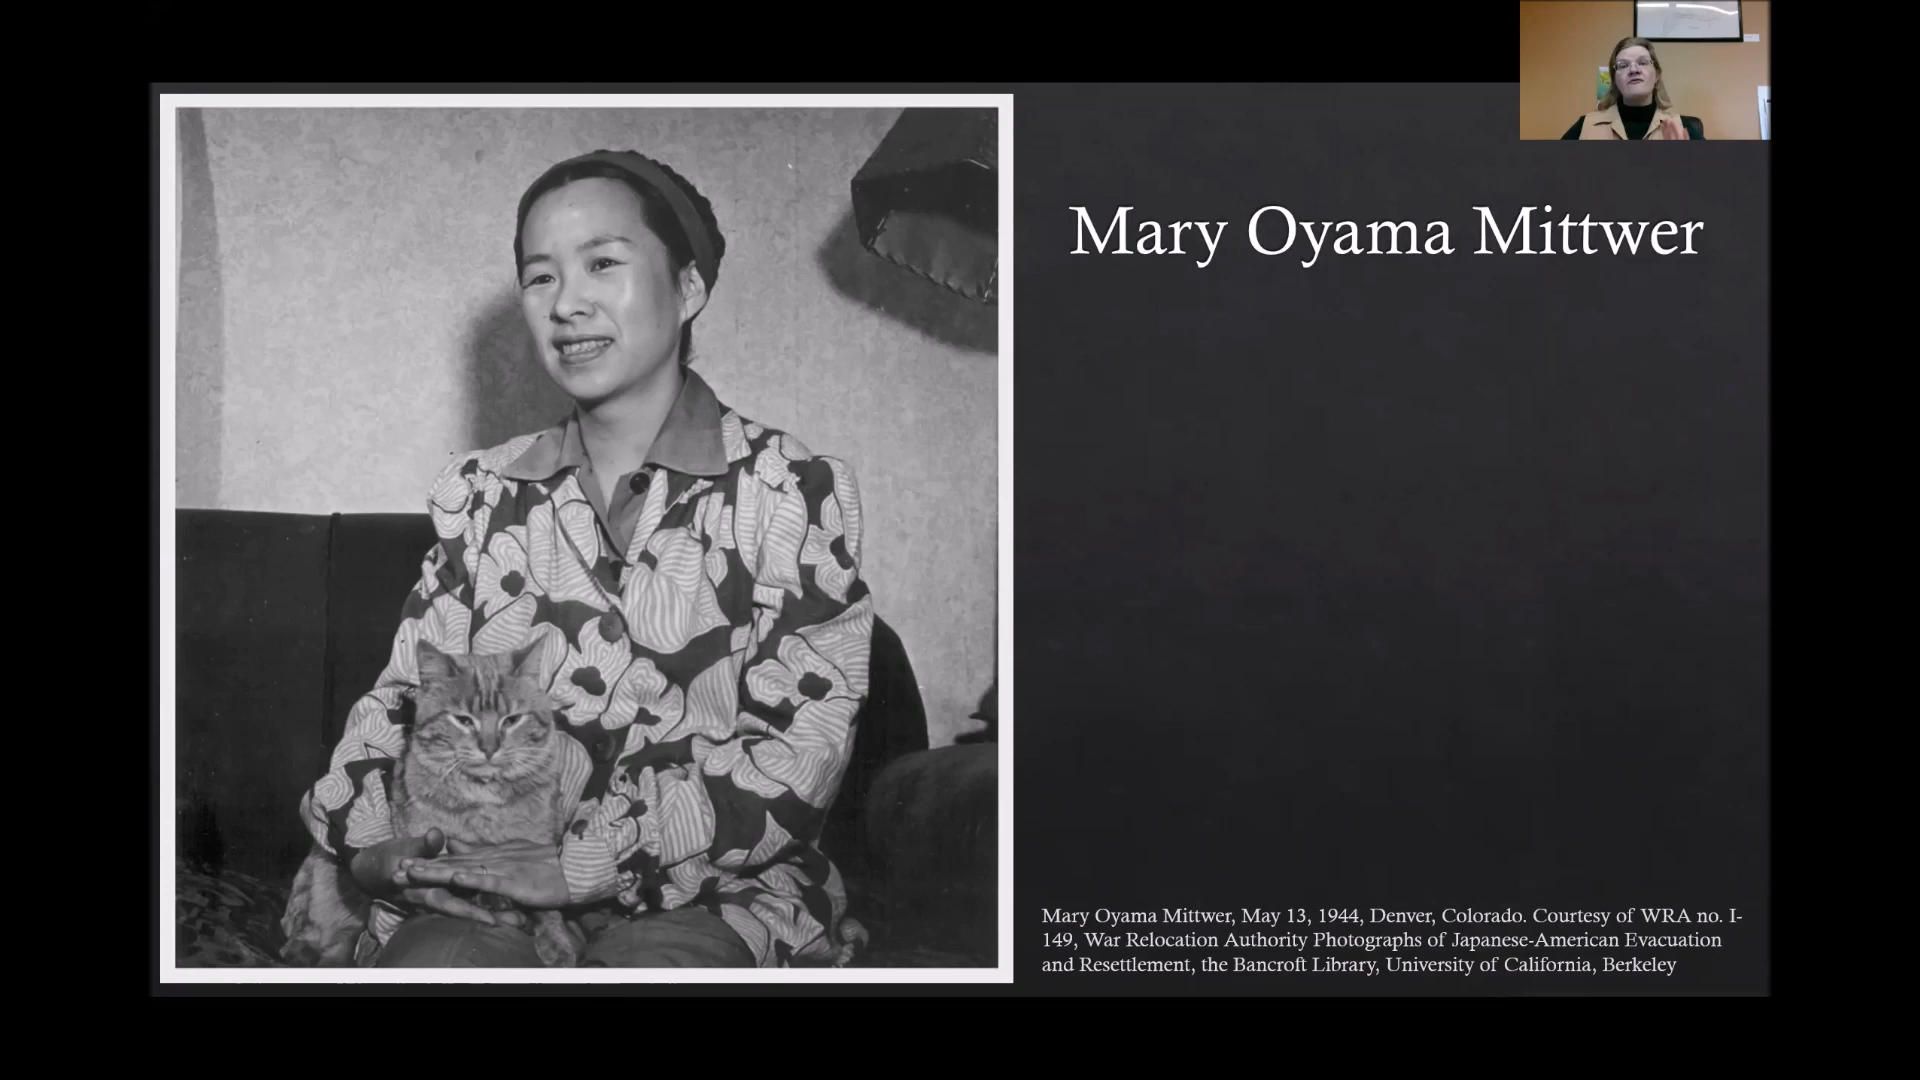 Mary Oyama Mittwer
Mary Oyama Mittwer, May 13, 1944, Denver, Colorado. Courtesy of WRA no. I-
149, War Relocation Authority Photographs of Japanese-American Evacuation
and Resettlement, the Bancroft Library, University of California, Berkeley